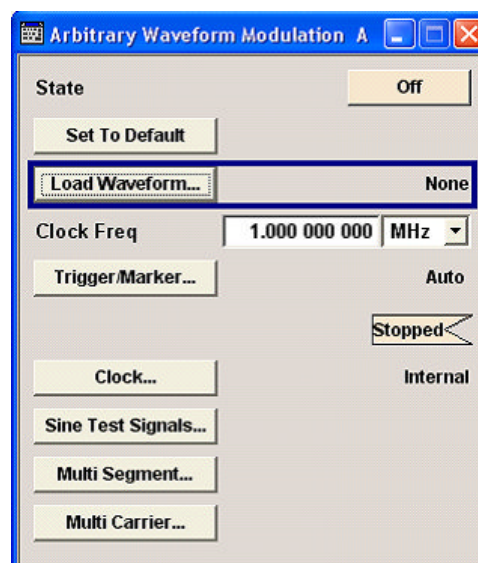 Arbitrary Waveform Modulation A
State Off
Set To Default
Load Waveform... None
Clock Freq 1.000 000 000 MHz
Trigger/Marker... Auto
Stopped
Clock... Internal
Sine Test Signals...
Multi Segment...
Multi Carrier...